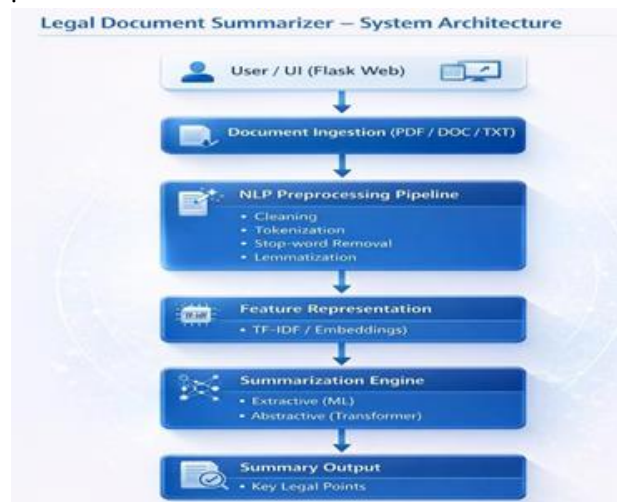 Legal Document Summarizer – System Architecture
User / UI (Flask Web)
Document Ingestion (PDF / DOC / TXT)
NLP Preprocessing Pipeline
• Cleaning
• Tokenization
• Stop-word Removal
• Lemmatization
Feature Representation
• TF-IDF / Embeddings)
Summarization Engine
• Extractive (ML)
• Abstractive (Transformer)
Summary Output
• Key Legal Points